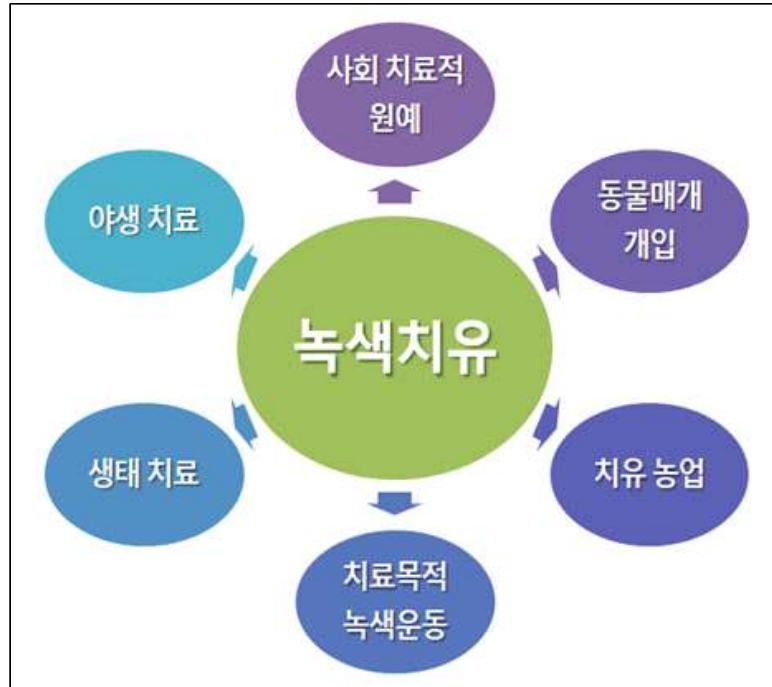 사회 치료적
원예
야생 치료
동물매개
개입
녹색치유
생태 치료
치유 농업
치료목적
녹색운동